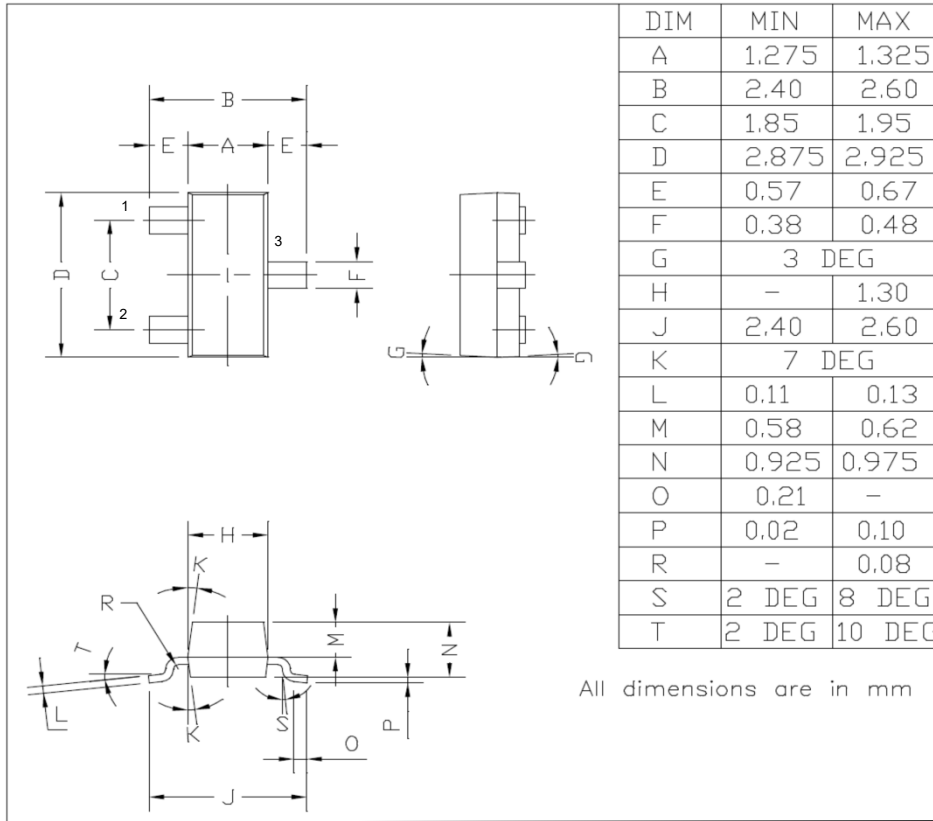 DIM MIN MAX
A 1.275 1.325
B 2.40 2.60
C 1.85 1.95
D 2.875 2.925
E 0.57 0.67
F 0.38 0.48
G 3 DEG
H - 1.30
J 2.40 2.60
K 7 DEG
L 0.11 0.13
M 0.58 0.62
N 0.925 0.975
O 0.21 -
P 0.02 0.10
R - 0.08
S 2 DEG 8 DEG
T 2 DEG 10 DEG
All dimensions are in mm
B
E A E
1
3
D C F
2
G G
H
K
R
T M N
L K S P
O
J